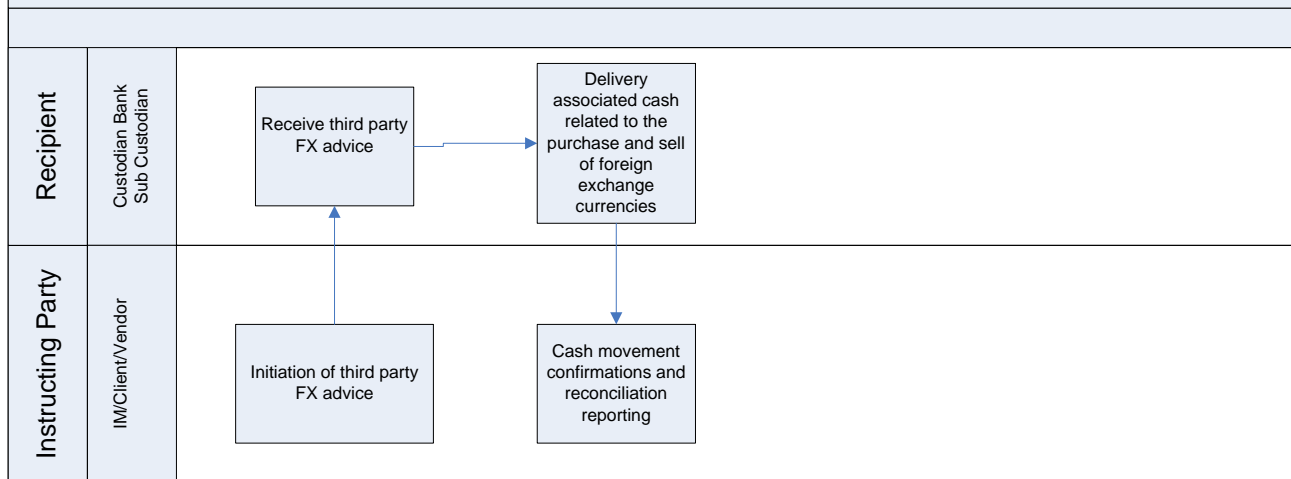 Recipient
Custodian Bank
Sub Custodian
Receive third party
FX advice
Delivery
associated cash
related to the
purchase and sell
of foreign
exchange
currencies
Instructing Party
IM/Client/Vendor
Initiation of third party
FX advice
Cash movement
confirmations and
reconciliation
reporting